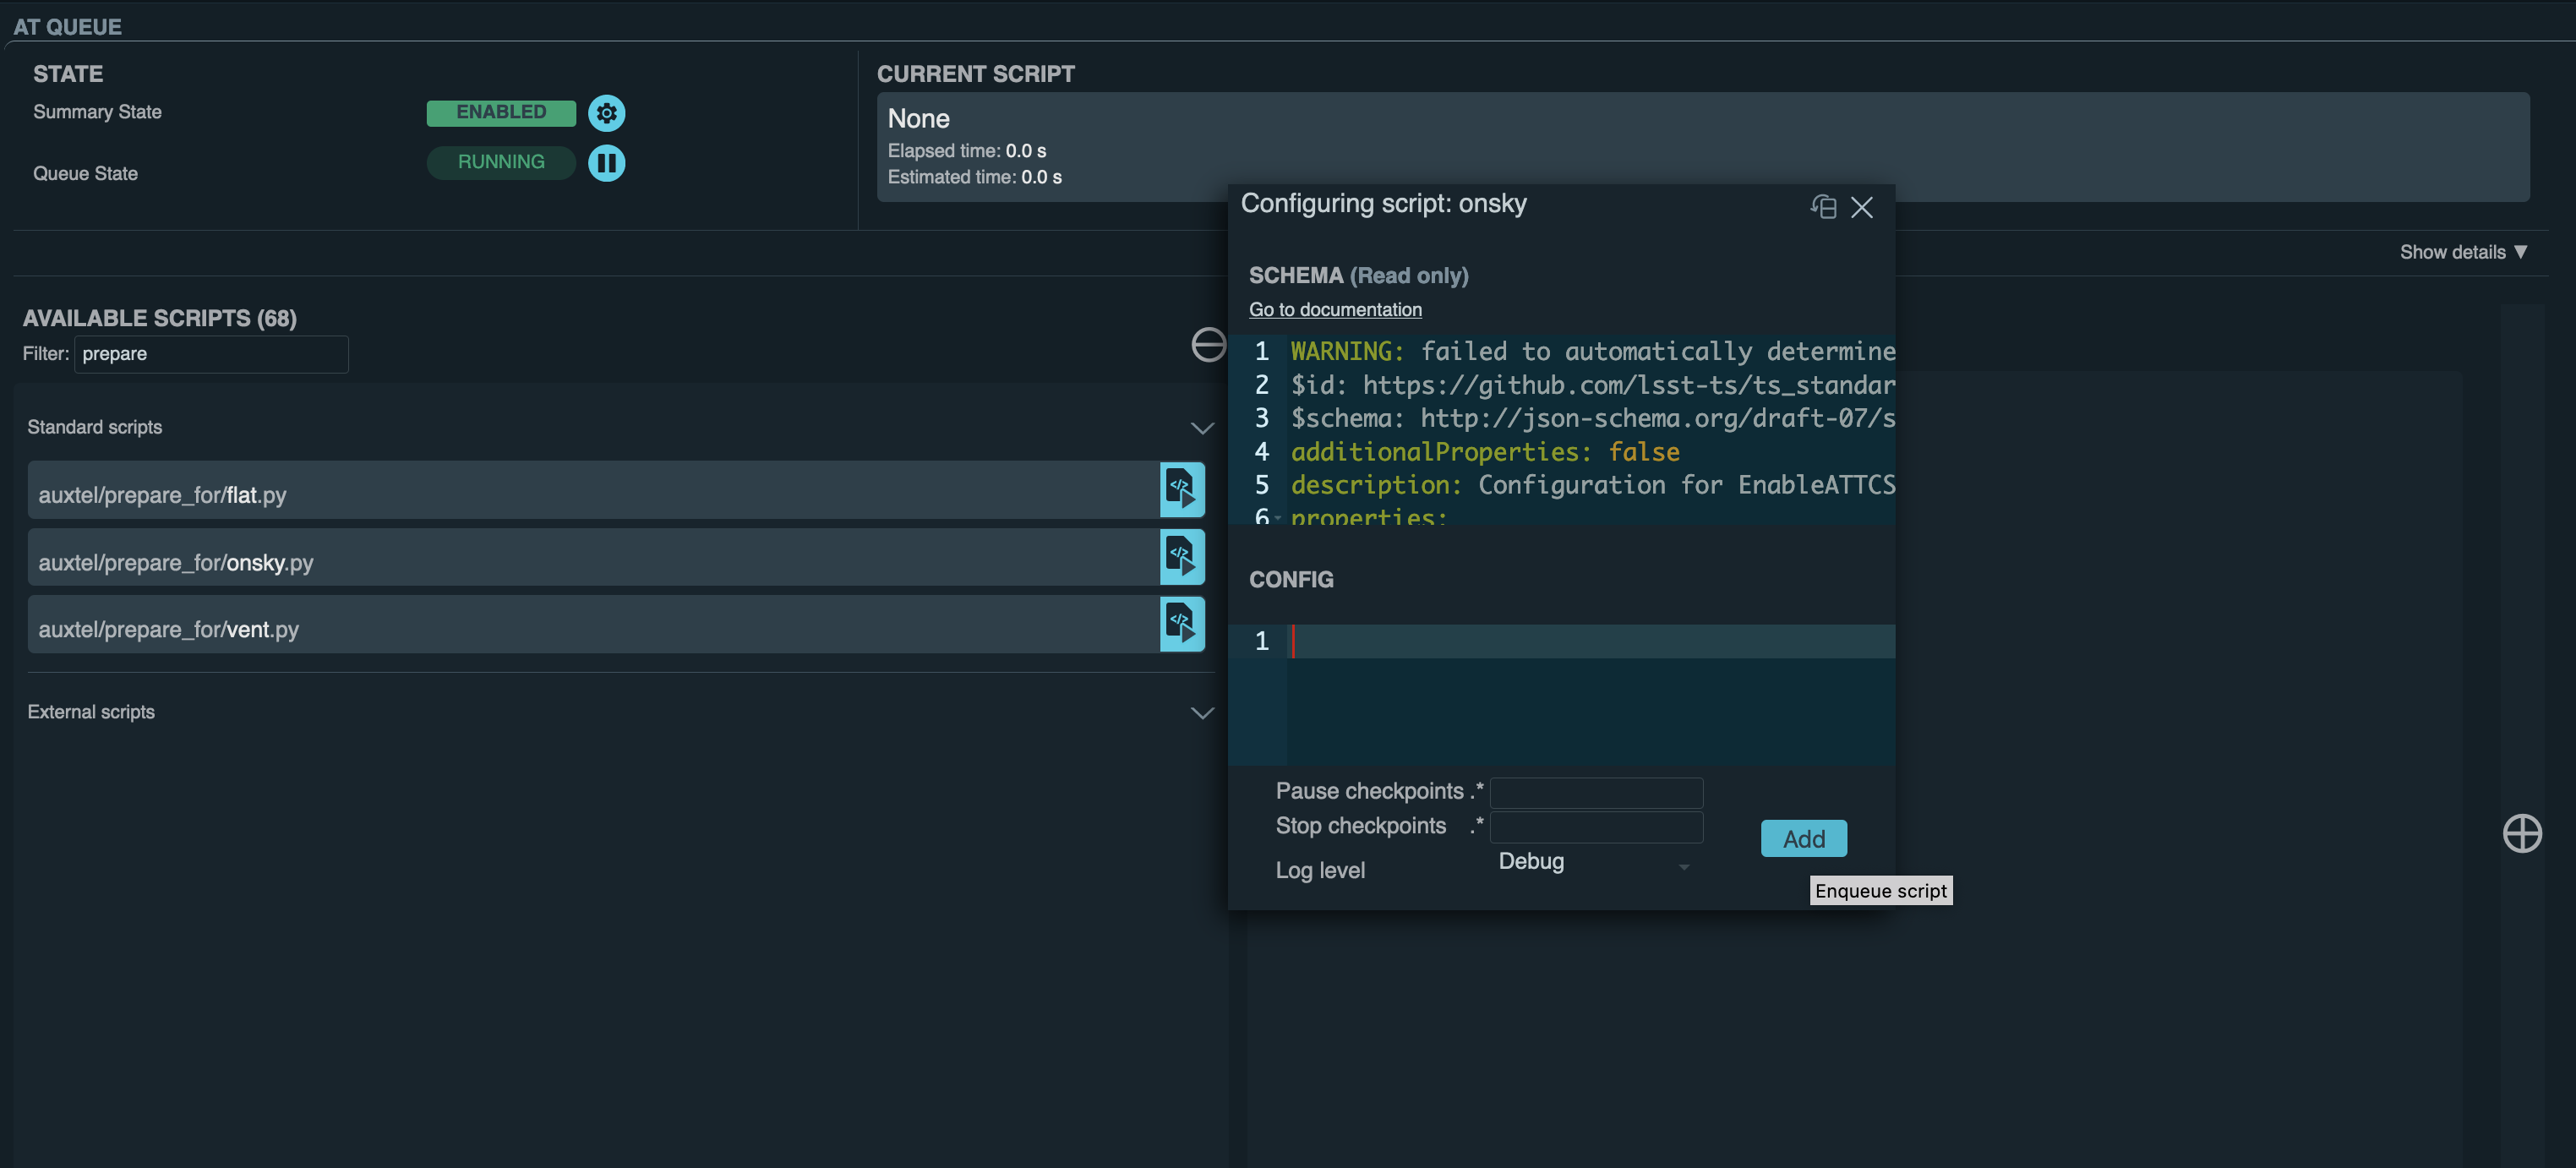 AT QUEUE
STATE
Summary State
ENABLED
Queue State
RUNNING
CURRENT SCRIPT
None
Elapsed time: 0.0 s
Estimated time: 0.0 s
Show details ▼
AVAILABLE SCRIPTS (68)
Filter: prepare
Standard scripts
auxtel/prepare_for/flat.py
auxtel/prepare_for/onsky.py
auxtel/prepare_for/vent.py
External scripts
Configuring script: onsky
SCHEMA (Read only)
Go to documentation
1 WARNING: failed to automatically determine
2 $id: https://github.com/lsst-ts/ts_standar
3 $schema: http://json-schema.org/draft-07/s
4 additionalProperties: false
5 description: Configuration for EnableATTCS
6 properties:
CONFIG
1
Pause checkpoints .*
Stop checkpoints .*
Log level Debug
Add
Enqueue script